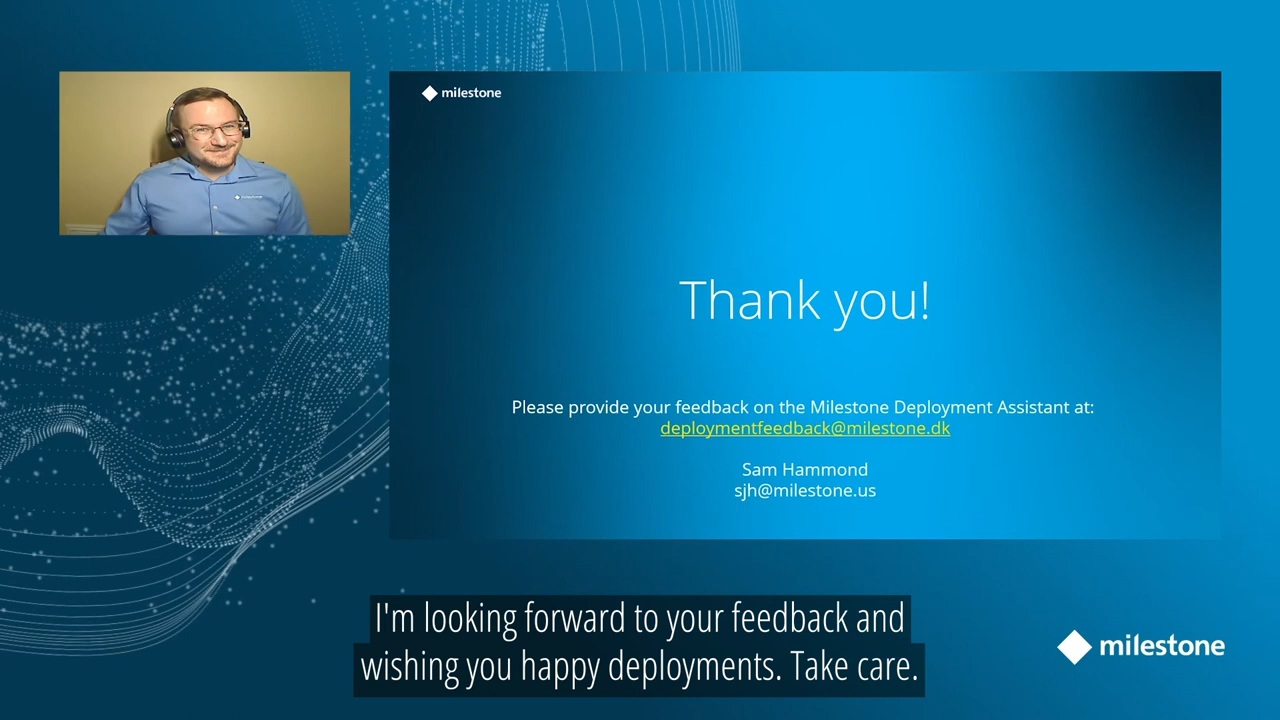 milestone
Thank you!
Please provide your feedback on the Milestone Deployment Assistant at:
deploymentfeedback@milestone.dk
Sam Hammond
sjh@milestone.us
I'm looking forward to your feedback and
wishing you happy deployments. Take care.
milestone